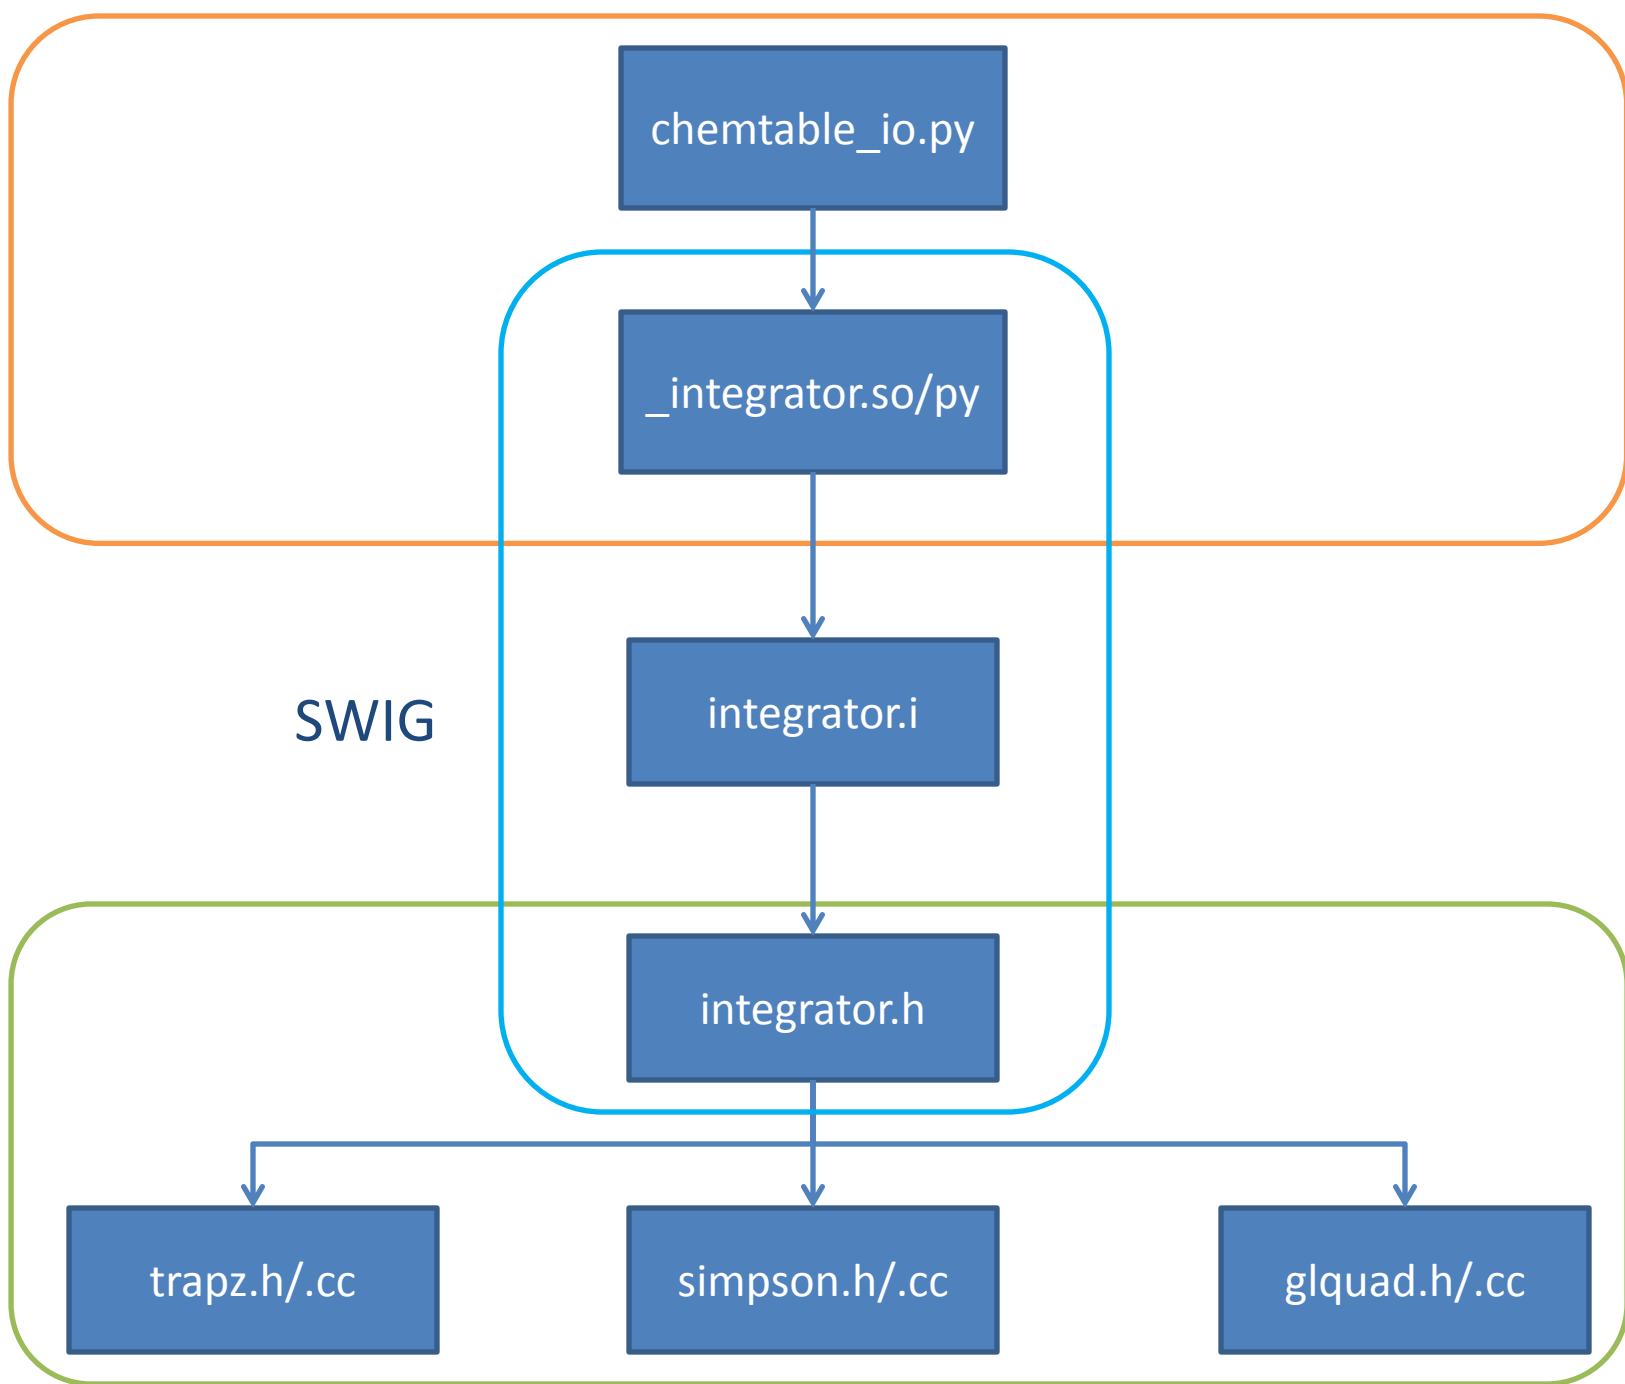 chemtable_io.py
_integrator.so/py
SWIG
integrator.i
integrator.h
trapz.h/.cc
simpson.h/.cc
glquad.h/.cc